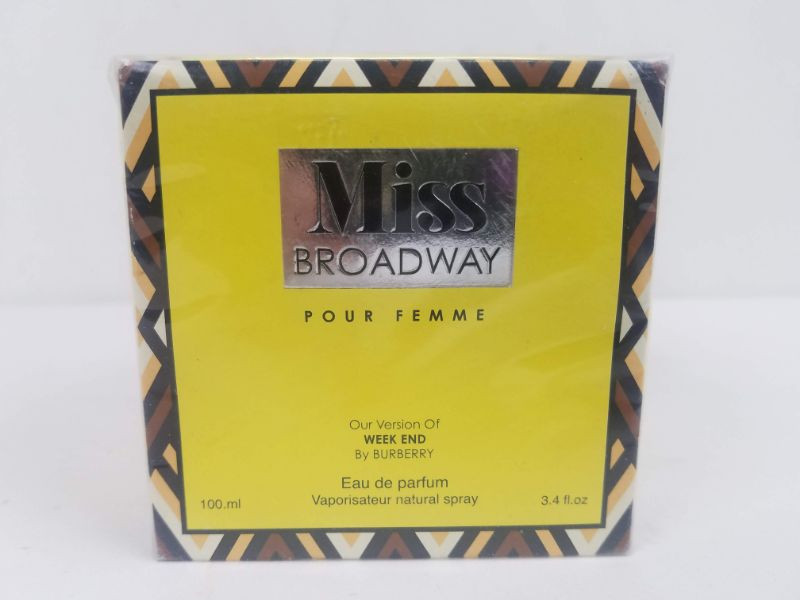 Miss
BROADWAY
POUR FEMME
Our Version Of
WEEK END
By BURBERRY
Eau de parfum
Vaporisateur natural spray
100.ml
3.4 fl.oz